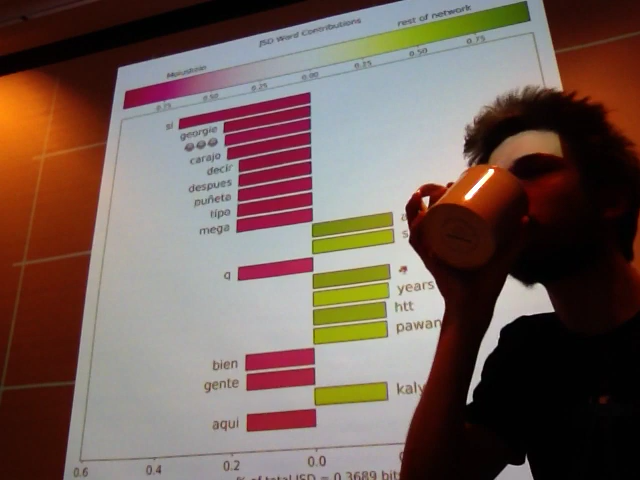 JSD Word Contributions
rest of network
0.75 0.50 0.25 0.00 0.25 0.50 0.75
si
georgie
😂😂😂
carajo
decir
despues
puñeta
tipo
mega
q
years
htt
pawan
bien
gente
kaly
aqui
0.6 0.4 0.2 0.0
% of total JSD = 0.3689 bit